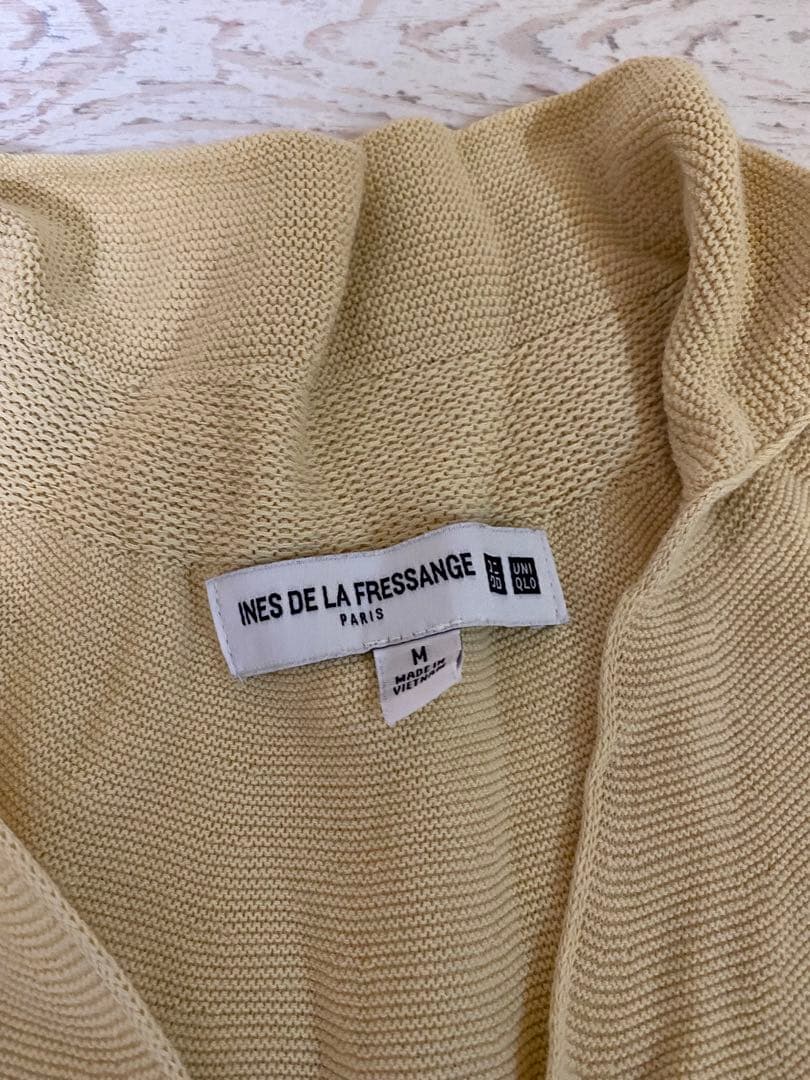 INES DE LA FRESSANGE
PARIS
UNI
QLO
M
MADE IN
VIETNAM